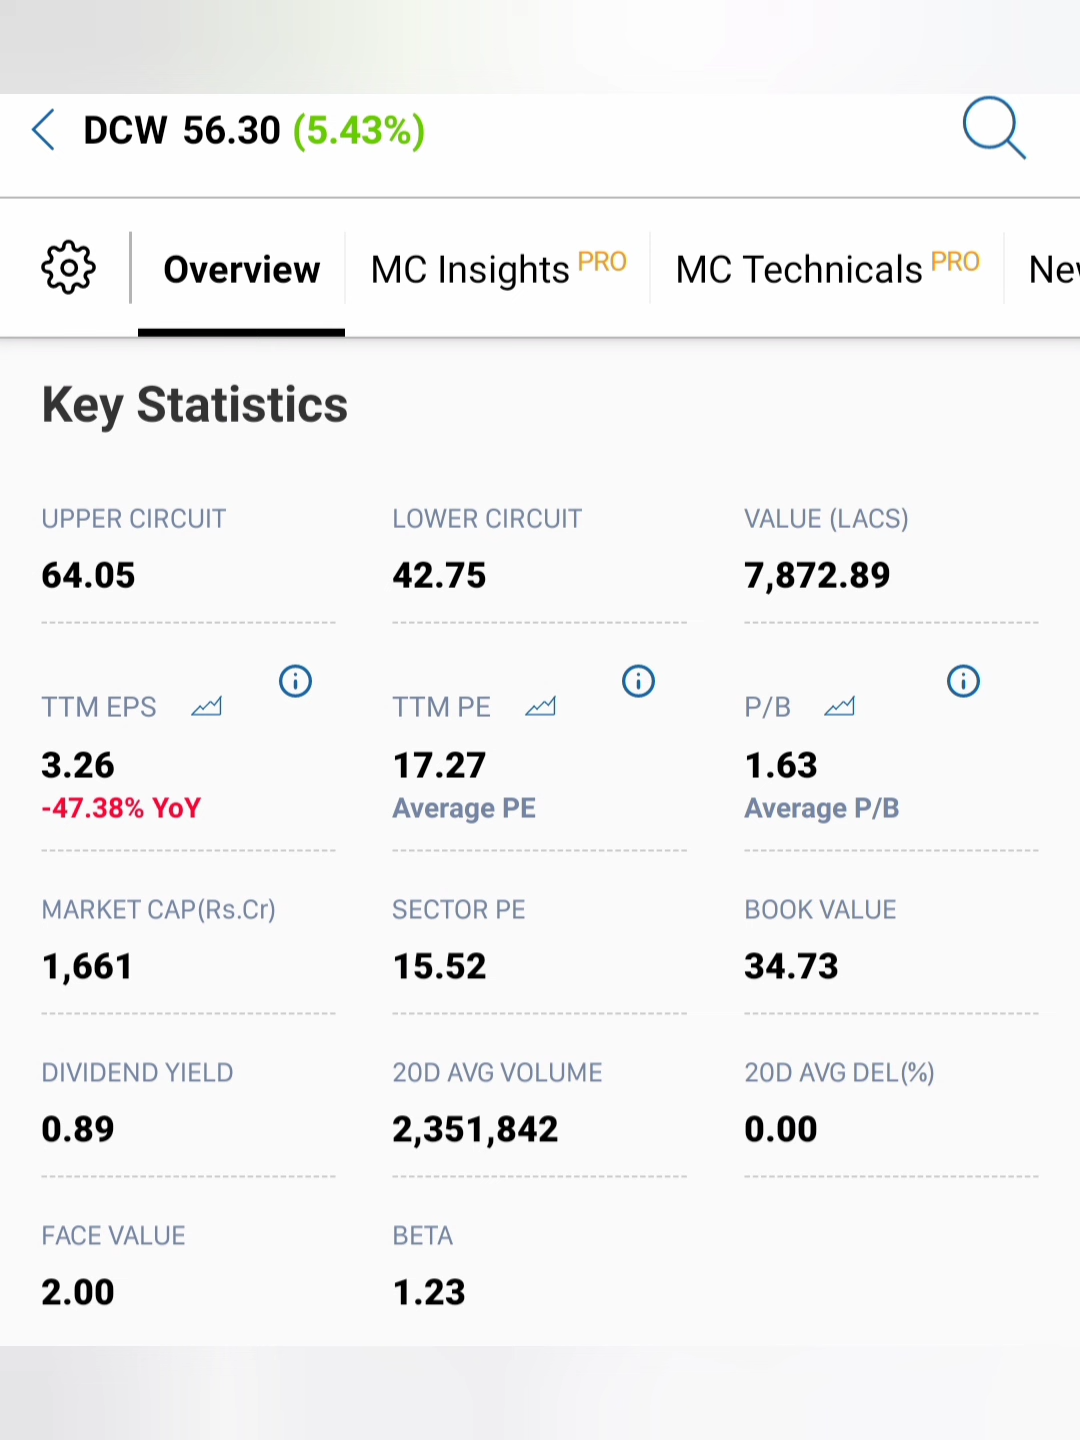 DCW 56.30 (5.43%)
Overview MC Insights PRO MC Technicals PRO
Key Statistics
UPPER CIRCUIT LOWER CIRCUIT VALUE (LACS)
64.05 42.75 7,872.89
TTM EPS TTM PE P/B
3.26 17.27 1.63
-47.38% YoY Average PE Average P/B
MARKET CAP(Rs.Cr) SECTOR PE BOOK VALUE
1,661 15.52 34.73
DIVIDEND YIELD 20D AVG VOLUME 20D AVG DEL(%)
0.89 2,351,842 0.00
FACE VALUE BETA
2.00 1.23